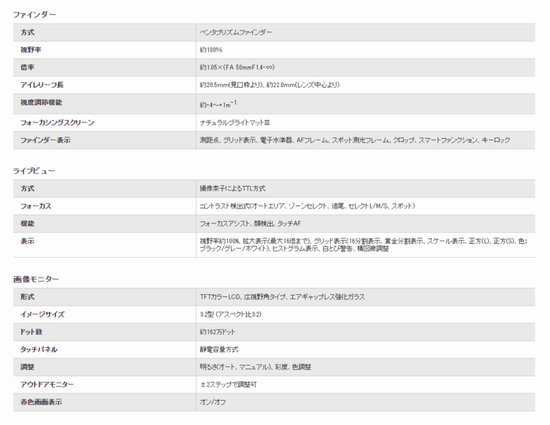 ファインダー
方式 ペンタプリズムファインダー
視野率 約100%
倍率 約1.05×(FA 50mmF1.4・∞)
アイレリーフ長 約20.5mm(見口枠より)、約22.0mm(レンズ中心より)
視度調節機能 約-4～+1m-1
フォーカシングスクリーン ナチュラルブライトマットIII
ファインダー表示 測距点、グリッド表示、電子水準器、AFフレーム、スポット測光フレーム、クロップ、スマートファンクション、キーロック
ライブビュー
方式 撮像素子によるTTL方式
フォーカス コントラスト検出式(オートエリア、ゾーンセレクト、追尾、セレクトL/M/S、スポット)
機能 フォーカスアシスト、顔検出、タッチAF
表示 視野率約100%、拡大表示(最大16倍まで)、グリッド表示(16分割表示、黄金分割表示、スケール表示、正方(L)、正方(S)、色:
ブラック/グレー/ホワイト)、ヒストグラム表示、白とび警告、構図微調整
画像モニター
形式 TFTカラーLCD、広視野角タイプ、エアギャップレス強化ガラス
イメージサイズ 3.2型(アスペクト比3:2)
ドット数 約162万ドット
タッチパネル 静電容量方式
調整 明るさ(オート、マニュアル)、彩度、色調整
アウトドアモニター ±2ステップで調整可
赤色画面表示 オン/オフ